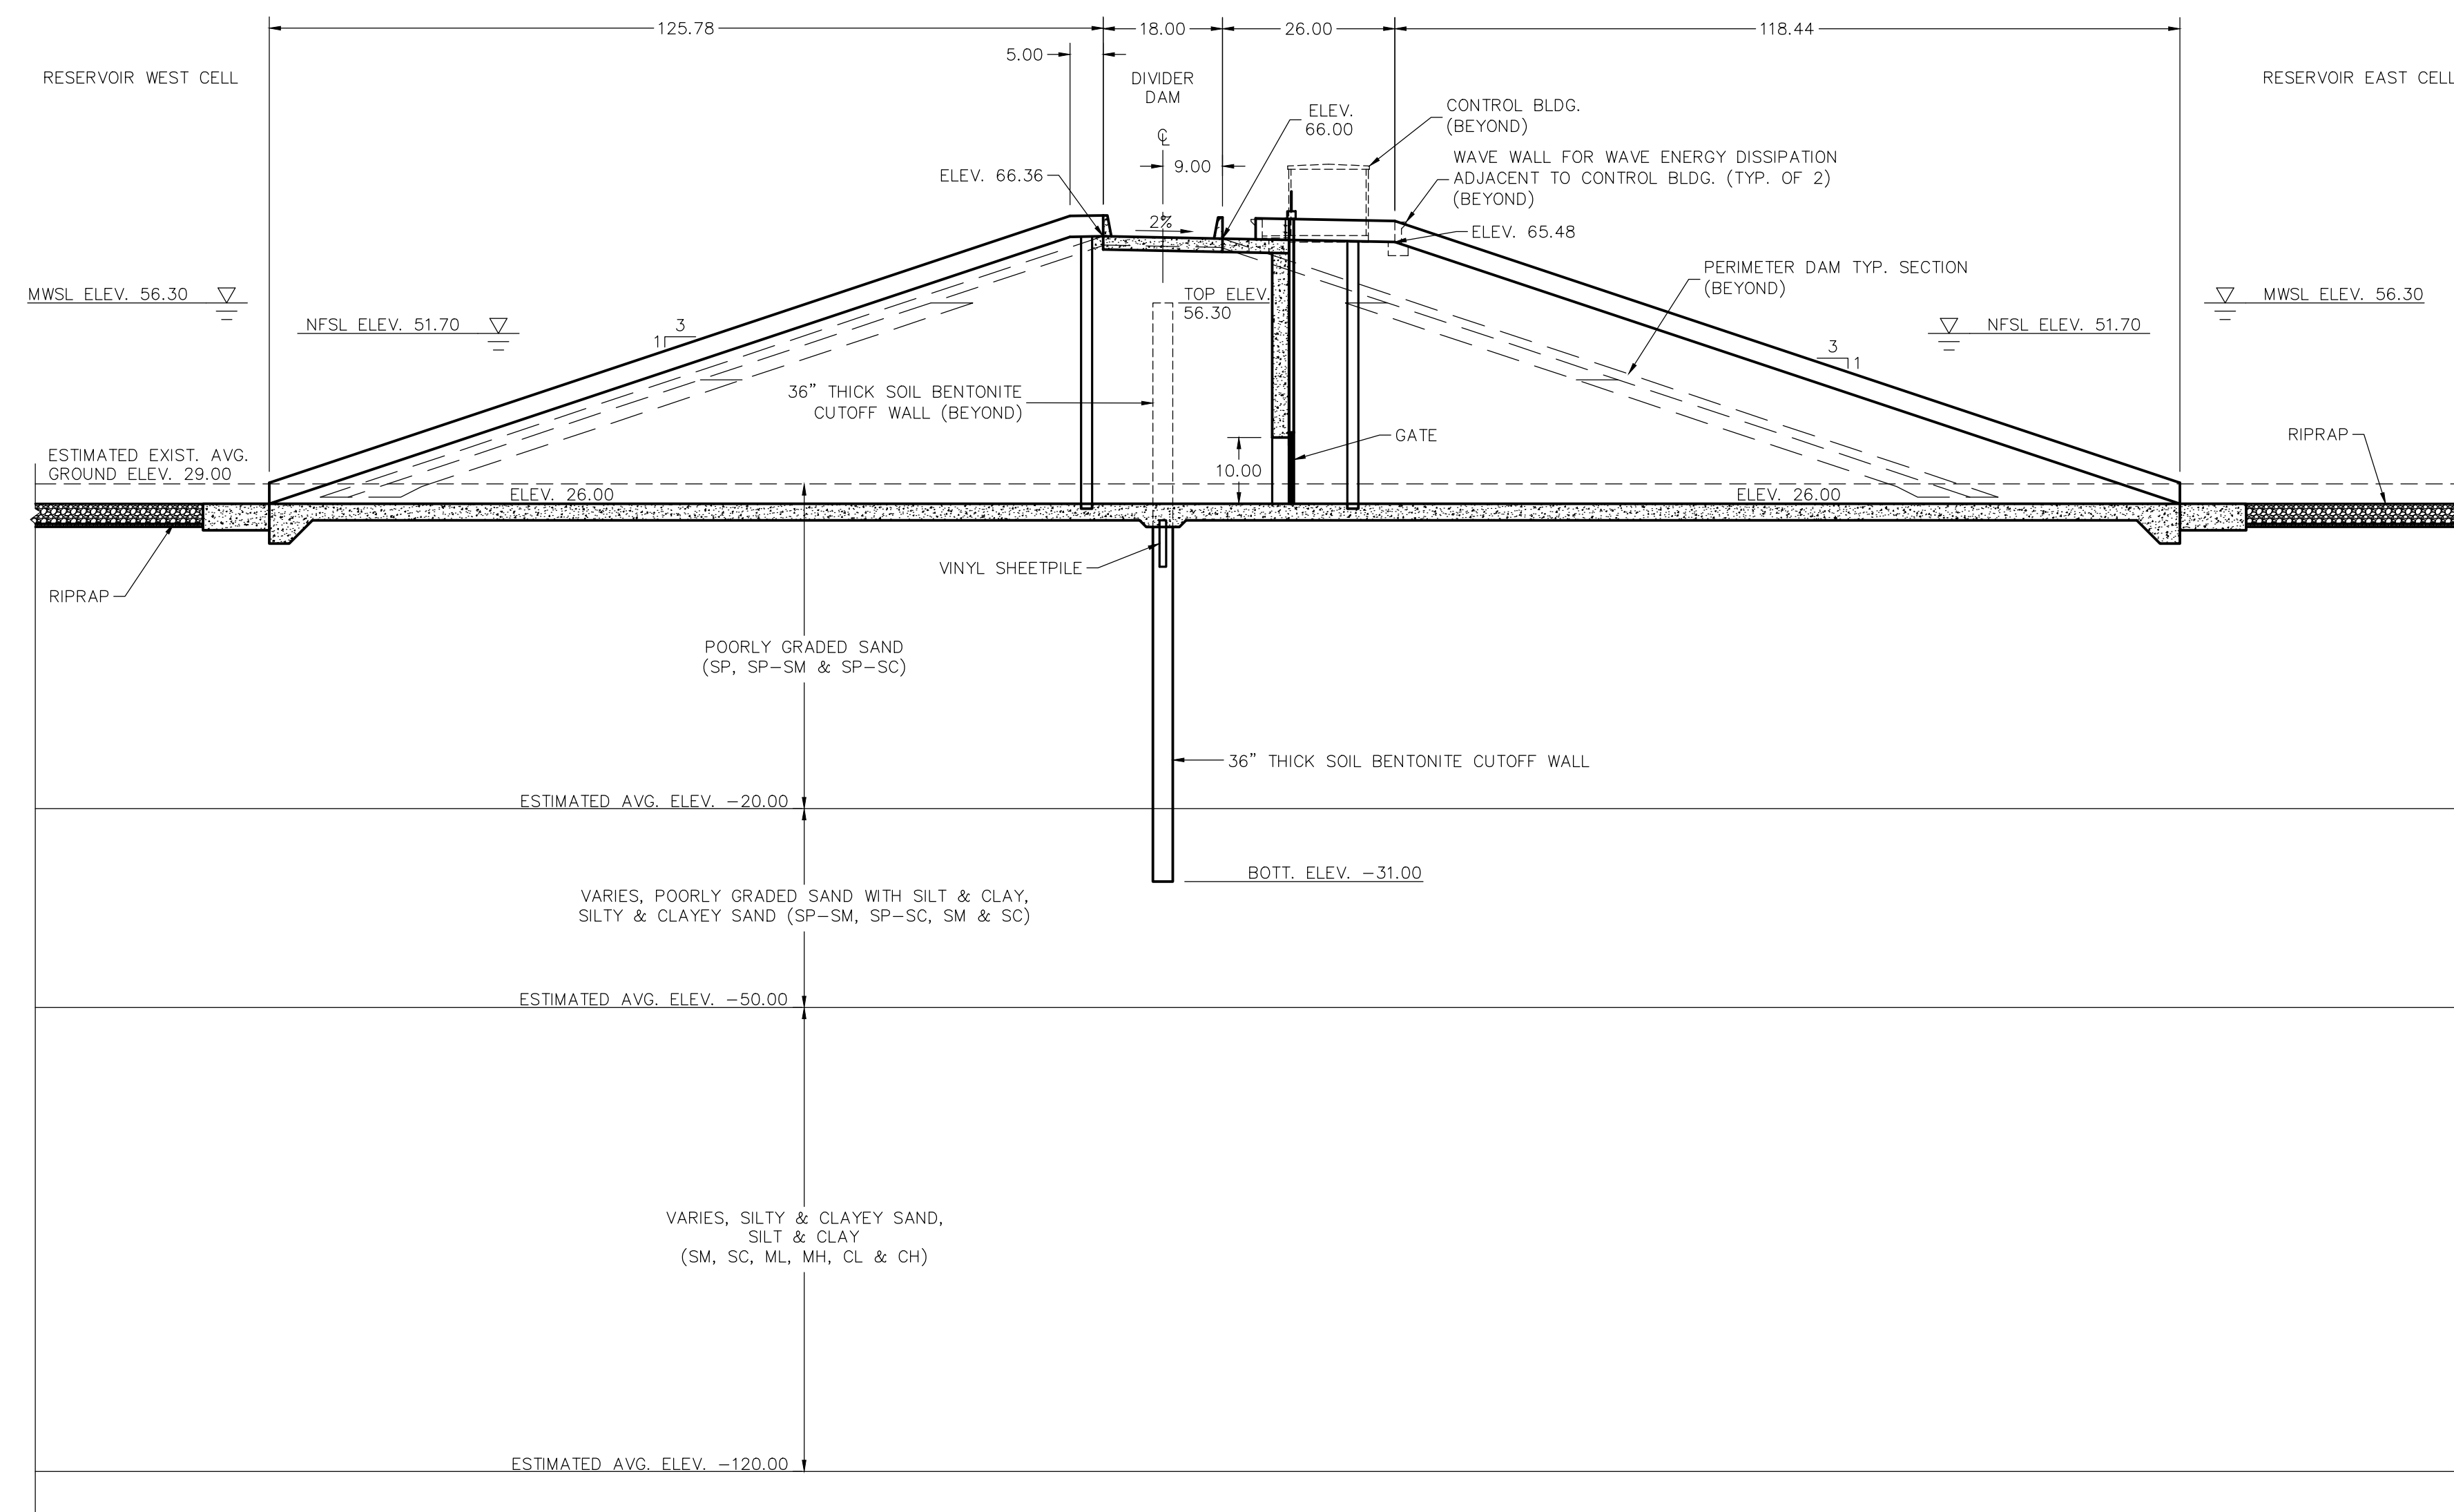 125.78
18.00
26.00
118.44
5.00
RESERVOIR WEST CELL
DIVIDER
DAM
RESERVOIR EAST CELL
ELEV.
66.00
CONTROL BLDG.
(BEYOND)
℄
9.00
WAVE WALL FOR WAVE ENERGY DISSIPATION
ADJACENT TO CONTROL BLDG. (TYP. OF 2)
(BEYOND)
ELEV. 66.36
2%
ELEV. 65.48
PERIMETER DAM TYP. SECTION
(BEYOND)
MWSL ELEV. 56.30
TOP ELEV.
56.30
MWSL ELEV. 56.30
NFSL ELEV. 51.70
3
1
NFSL ELEV. 51.70
3
1
36” THICK SOIL BENTONITE
CUTOFF WALL (BEYOND)
GATE
RIPRAP
ESTIMATED EXIST. AVG.
GROUND ELEV. 29.00
10.00
ELEV. 26.00
ELEV. 26.00
VINYL SHEETPILE
RIPRAP
POORLY GRADED SAND
(SP, SP-SM & SP-SC)
36” THICK SOIL BENTONITE CUTOFF WALL
ESTIMATED AVG. ELEV. -20.00
BOTT. ELEV. -31.00
VARIES, POORLY GRADED SAND WITH SILT & CLAY,
SILTY & CLAYEY SAND (SP-SM, SP-SC, SM & SC)
ESTIMATED AVG. ELEV. -50.00
VARIES, SILTY & CLAYEY SAND,
SILT & CLAY
(SM, SC, ML, MH, CL & CH)
ESTIMATED AVG. ELEV. -120.00